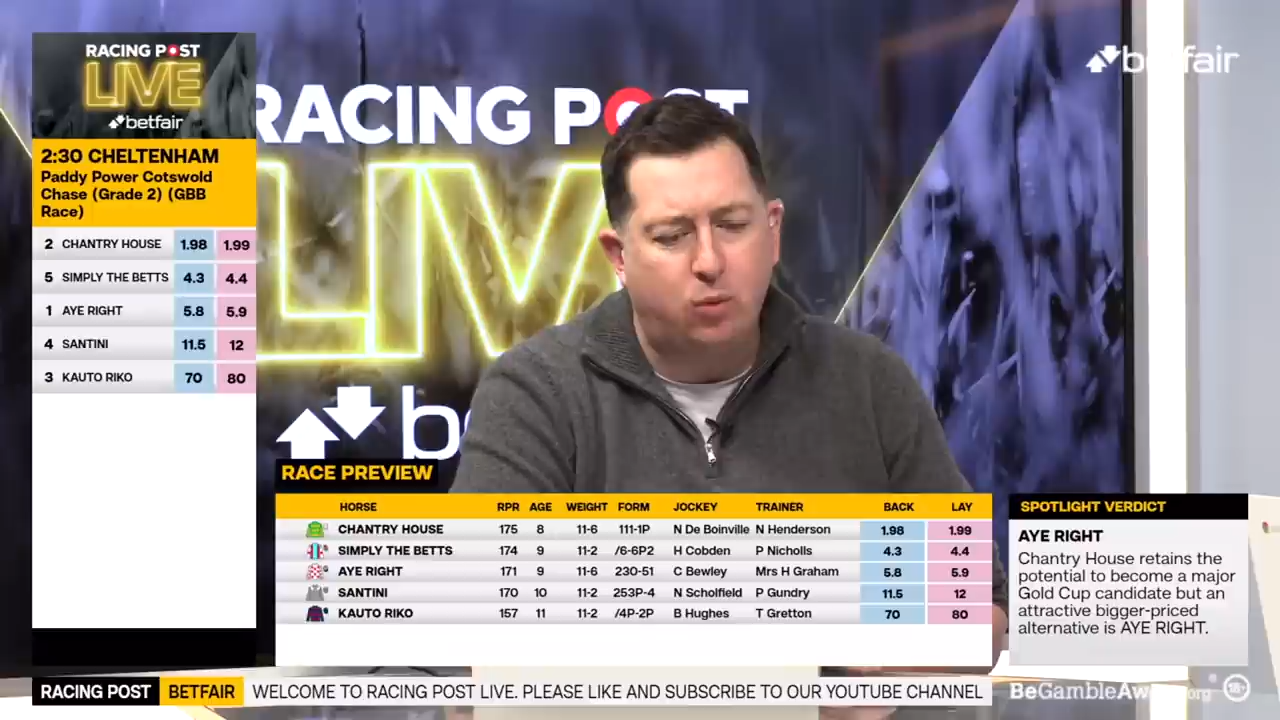 RACING POST
LIVE
betfair
2:30 CHELTENHAM
Paddy Power Cotswold
Chase (Grade 2) (GBB
Race)
2 CHANTRY HOUSE 1.98 1.99
5 SIMPLY THE BETTS 4.3 4.4
1 AYE RIGHT 5.8 5.9
4 SANTINI 11.5 12
3 KAUTO RIKO 70 80
RACING POST
LIV
be
betfair
RACE PREVIEW
HORSE RPR AGE WEIGHT FORM JOCKEY TRAINER BACK LAY
CHANTRY HOUSE 175 8 11-6 111-1P N De Boinville N Henderson 1.98 1.99
SIMPLY THE BETTS 174 9 11-2 /6-6P2 H Cobden P Nicholls 4.3 4.4
AYE RIGHT 171 9 11-6 230-51 C Bewley Mrs H Graham 5.8 5.9
SANTINI 170 10 11-2 253P-4 N Scholfield P Gundry 11.5 12
KAUTO RIKO 157 11 11-2 /4P-2P B Hughes T Gretton 70 80
SPOTLIGHT VERDICT
AYE RIGHT
Chantry House retains the
potential to become a major
Gold Cup candidate but an
attractive bigger-priced
alternative is AYE RIGHT.
RACING POST BETFAIR WELCOME TO RACING POST LIVE. PLEASE LIKE AND SUBSCRIBE TO OUR YOUTUBE CHANNEL
BeGambleAware.org 18+